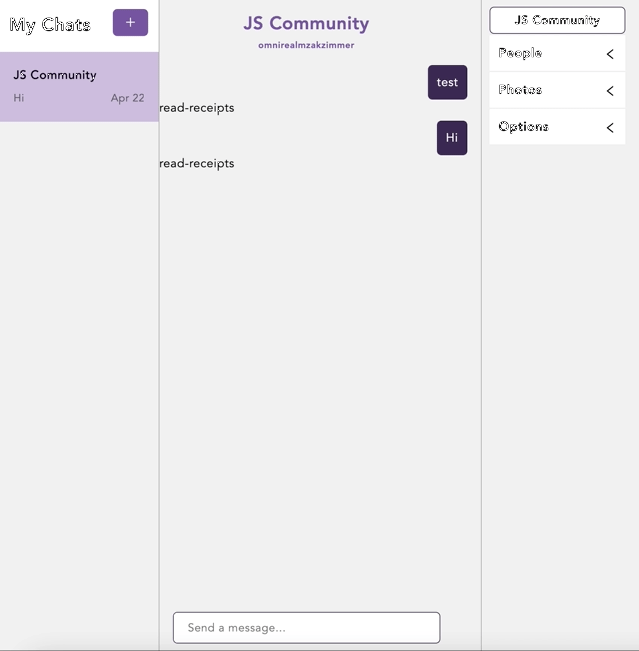 My Chats
+
JS Community
Hi
Apr 22
JS Community
omnirealmzakzimmer
test
read-receipts
Hi
read-receipts
Send a message...
JS Community
People
Photos
Options